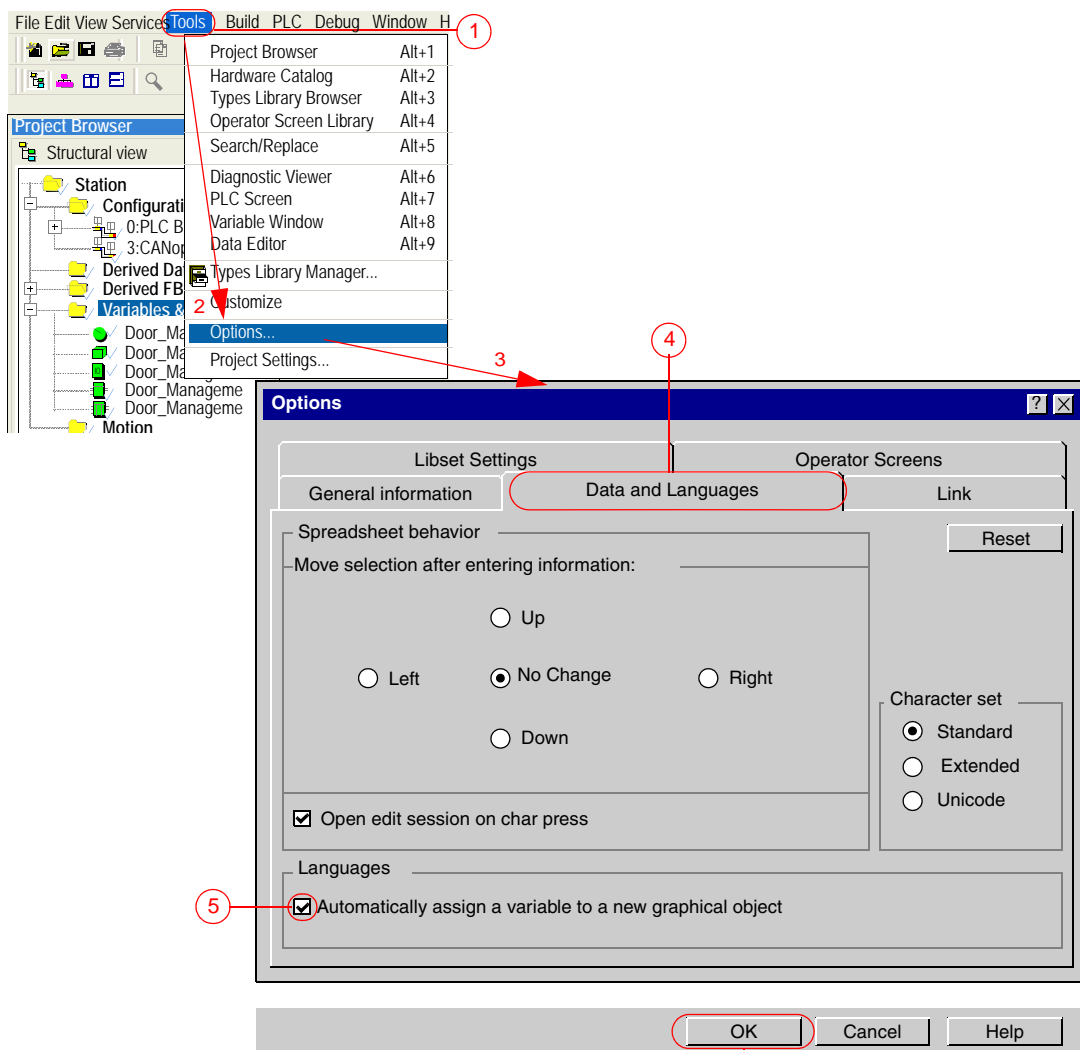 File Edit View Services Tools Build PLC Debug Window H
1
Project Browser Alt+1
Hardware Catalog Alt+2
Types Library Browser Alt+3
Operator Screen Library Alt+4
Search/Replace Alt+5
Diagnostic Viewer Alt+6
PLC Screen Alt+7
Variable Window Alt+8
Data Editor Alt+9
Types Library Manager...
2
Customize
Options...
3
Project Settings...
Project Browser
Structural view
Station
Configurati
0:PLC B
3:CANop
Derived Da
Derived FB
Variables &
Door_Ma
Door_Ma
Door_Manageme
Door_Manageme
Door_Manageme
Motion
4
Options
?
Libset Settings Operator Screens
General information Data and Languages Link
Spreadsheet behavior
Reset
Move selection after entering information:
Up
Left No Change Right
Down
Character set
Standard
Extended
Unicode
Open edit session on char press
Languages
5
Automatically assign a variable to a new graphical object
OK Cancel Help